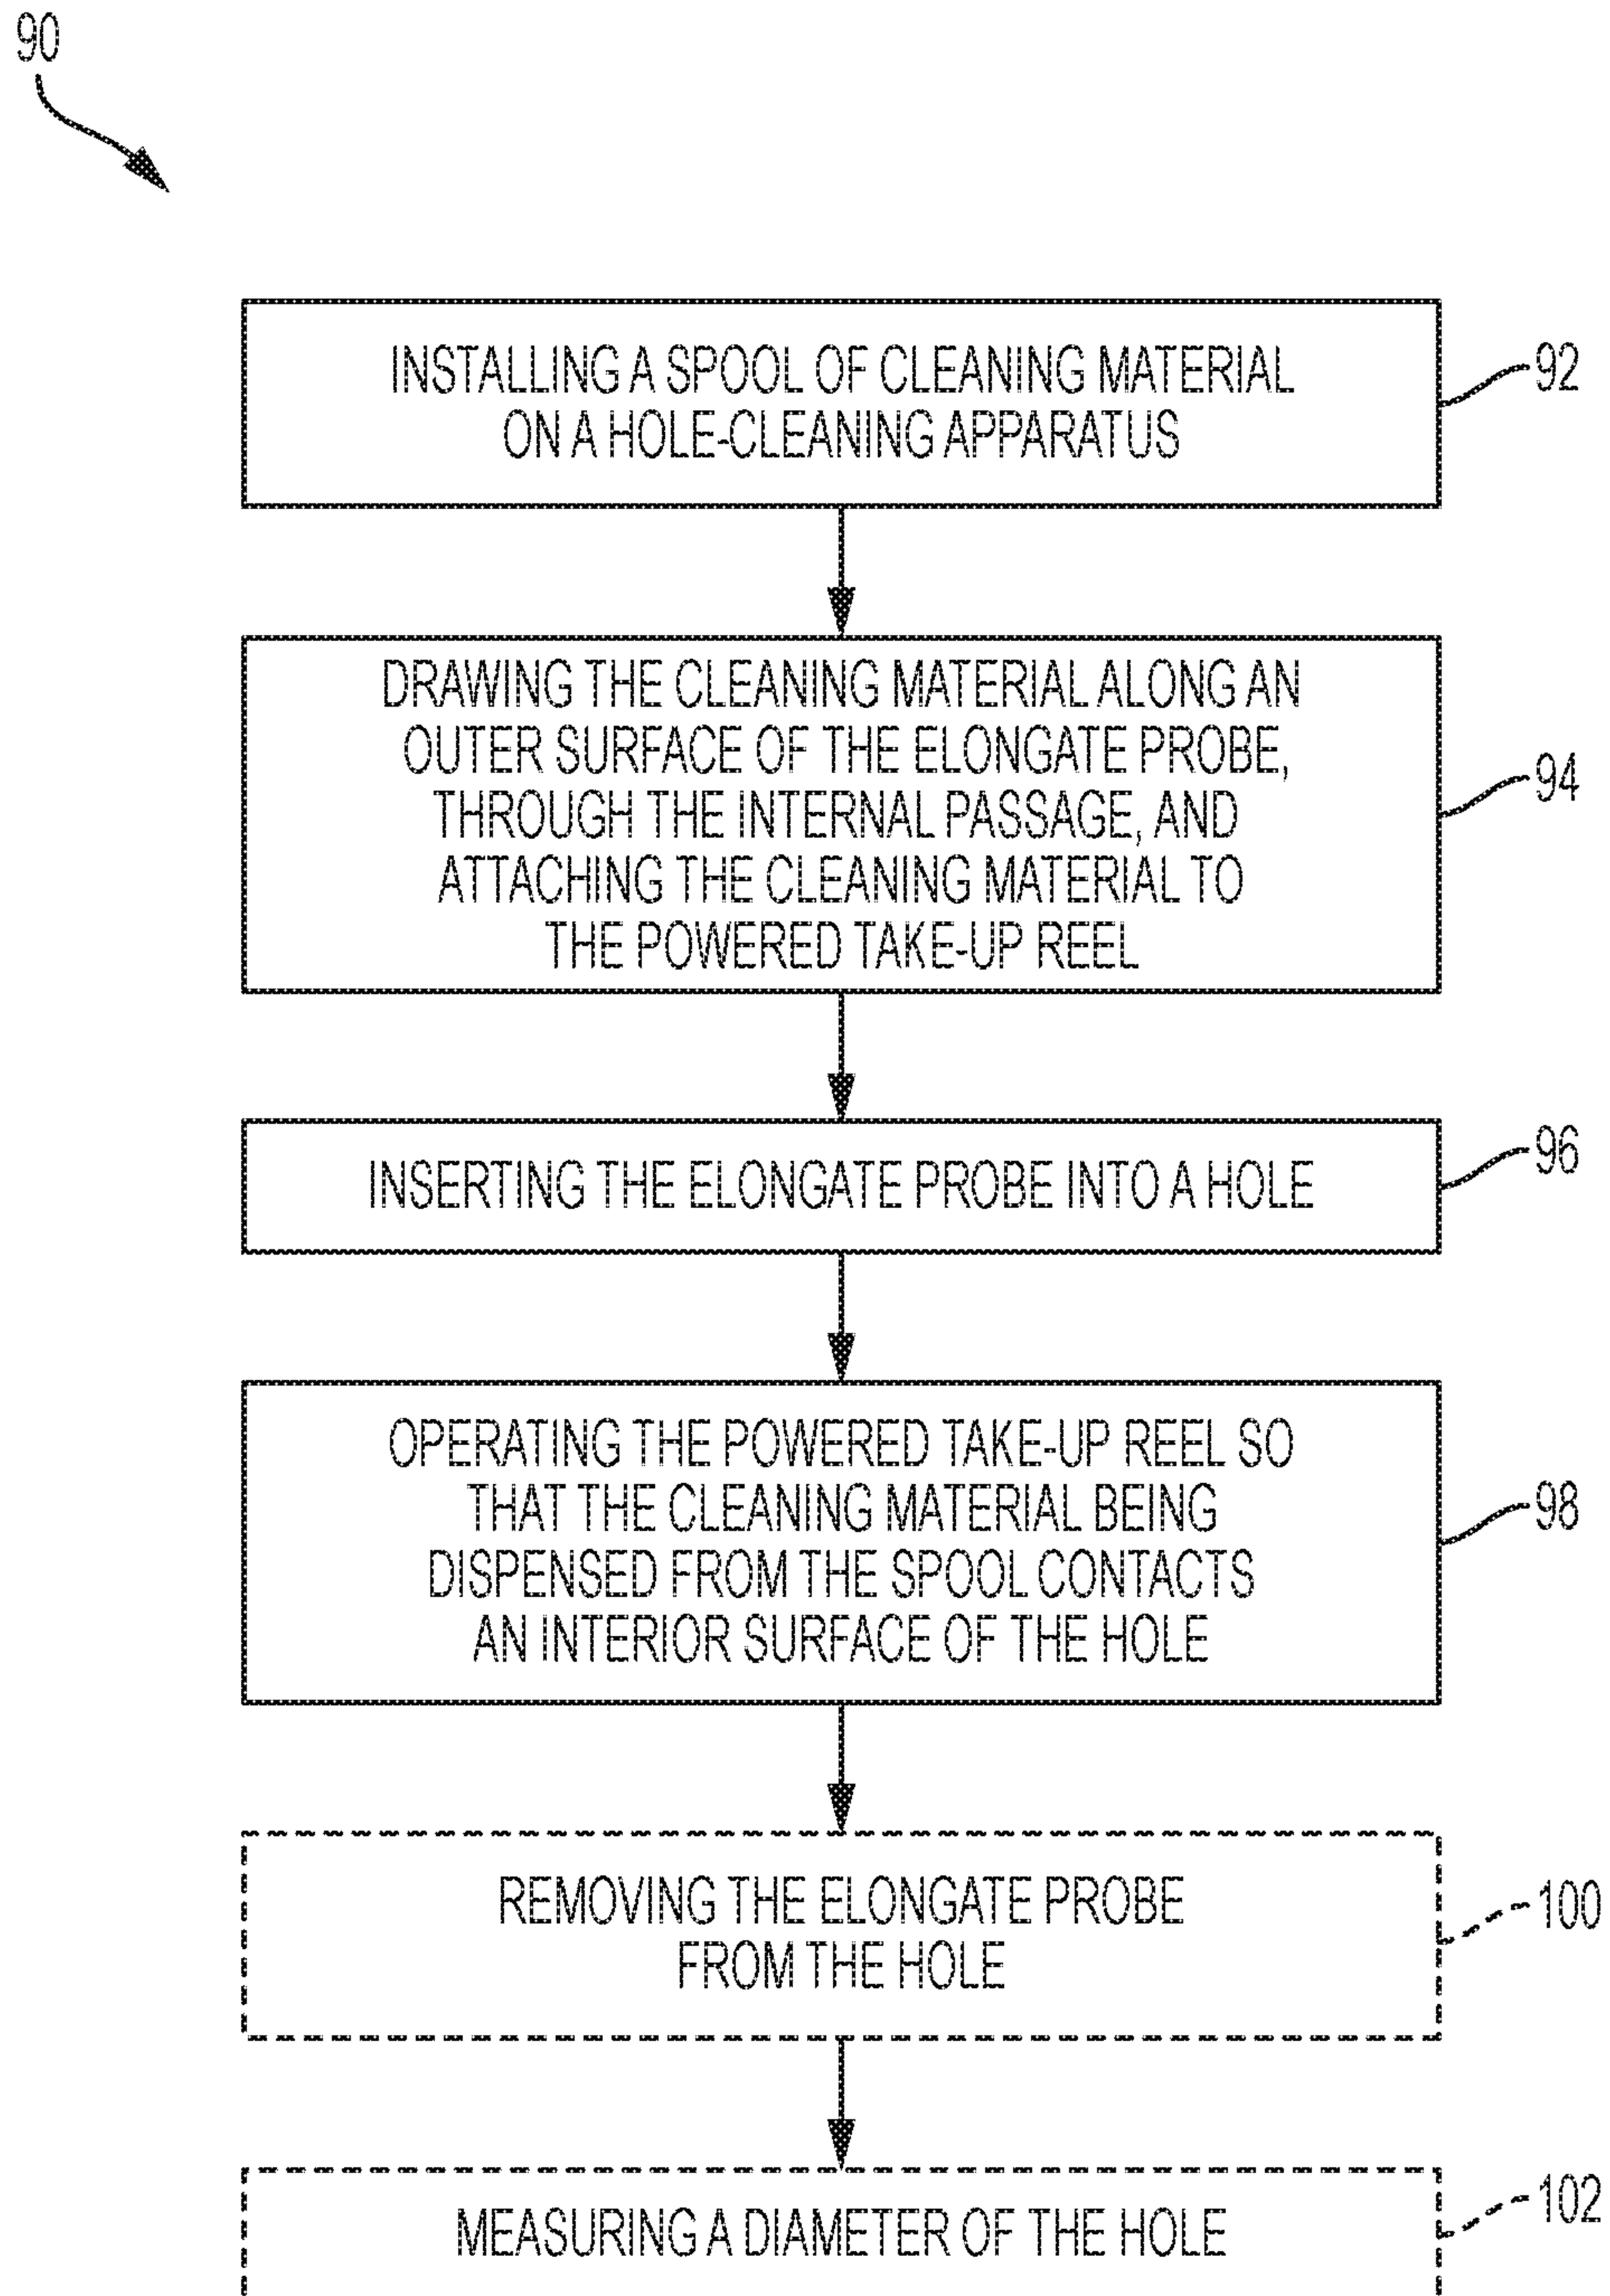 90
INSTALLING A SPOOL OF CLEANING MATERIAL
ON A HOLE-CLEANING APPARATUS
92
DRAWING THE CLEANING MATERIAL ALONG AN
OUTER SURFACE OF THE ELONGATE PROBE,
THROUGH THE INTERNAL PASSAGE, AND
ATTACHING THE CLEANING MATERIAL TO
THE POWERED TAKE-UP REEL
94
INSERTING THE ELONGATE PROBE INTO A HOLE
96
OPERATING THE POWERED TAKE-UP REEL SO
THAT THE CLEANING MATERIAL BEING
DISPENSED FROM THE SPOOL CONTACTS
AN INTERIOR SURFACE OF THE HOLE
98
REMOVING THE ELONGATE PROBE
FROM THE HOLE
100
MEASURING A DIAMETER OF THE HOLE
102